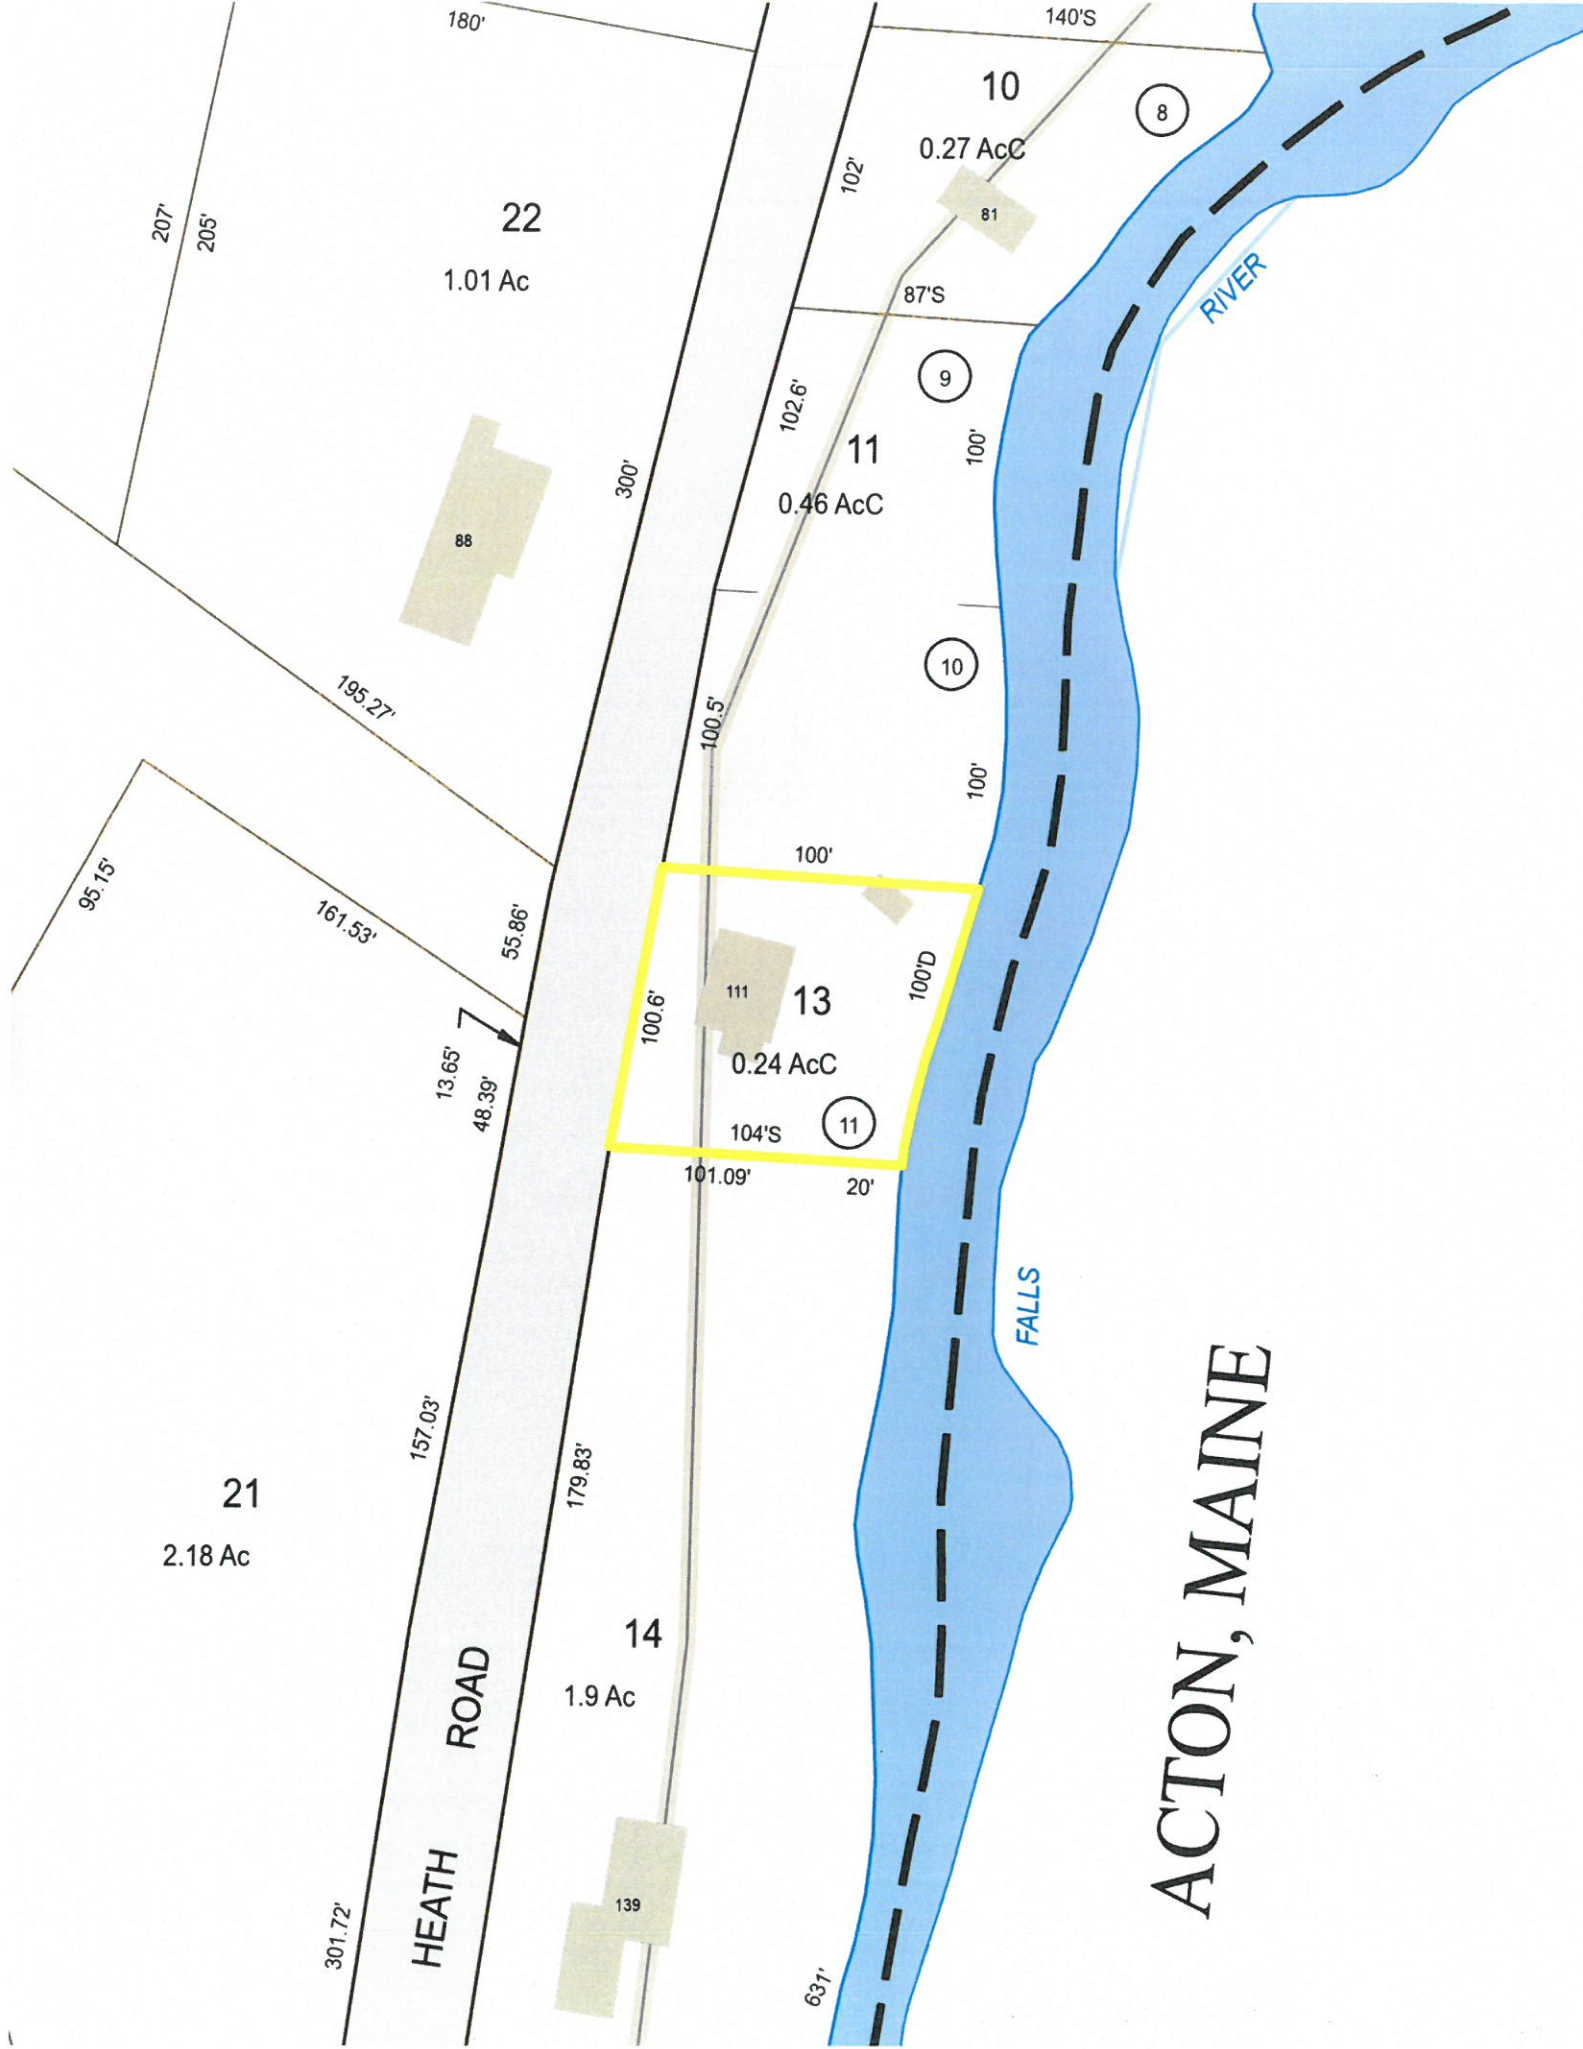 180'
140'S
10
8
0.27 AcC
102'
81
207'
205'
22
1.01 Ac
87'S
RIVER
9
102.6'
11
100'
300'
0.46 AcC
88
10
195.27'
100.5'
100'
100'
95.15'
161.53'
55.86'
100'D
111
13
100.6'
0.24 AcC
13.65'
48.39'
104'S
11
101.09'
20'
FALLS
157.03'
179.83'
21
2.18 Ac
14
1.9 Ac
HEATH ROAD
ACTON, MAINE
139
301.72'
631'